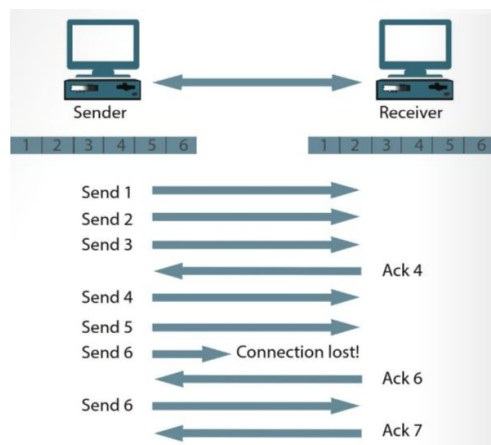 Sender Receiver
1 2 3 4 5 6 1 2 3 4 5 6
Send 1
Send 2
Send 3
Ack 4
Send 4
Send 5
Send 6 Connection lost!
Ack 6
Send 6
Ack 7